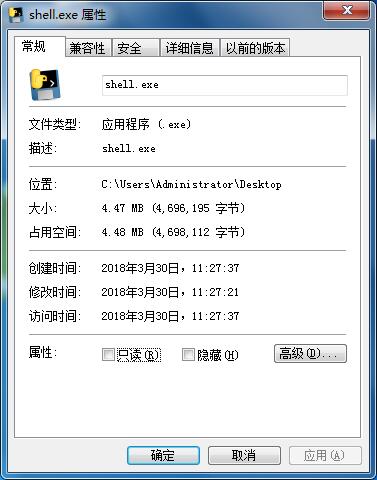 shell.exe 属性
常规 兼容性 安全 详细信息 以前的版本
shell.exe
文件类型: 应用程序 (.exe)
描述: shell.exe
位置: C:\Users\Administrator\Desktop
大小: 4.47 MB (4,696,195 字节)
占用空间: 4.48 MB (4,698,112 字节)
创建时间: 2018年3月30日，11:27:37
修改时间: 2018年3月30日，11:27:21
访问时间: 2018年3月30日，11:27:37
属性: 只读(R) 隐藏(H) 高级(D)...
确定 取消 应用(A)